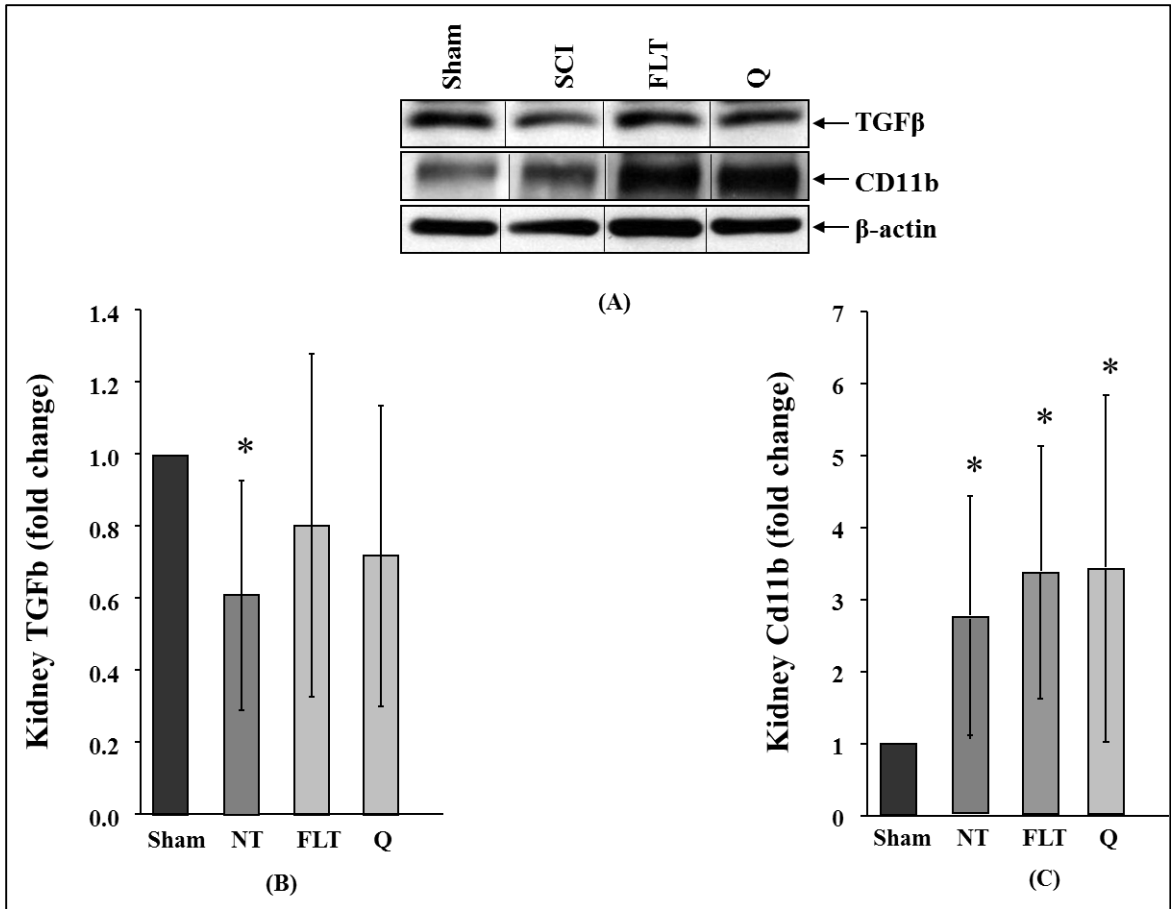 Sham
SCI
FLT
Q
TGFβ
CD11b
β-actin
(A)
Kidney TGFb (fold change)
1.4
1.2
1.0
0.8
0.6
0.4
0.2
0.0
*
Sham NT FLT Q
(B)
Kidney Cd11b (fold change)
7
6
5
4
3
2
1
0
*
*
*
Sham NT FLT Q
(C)